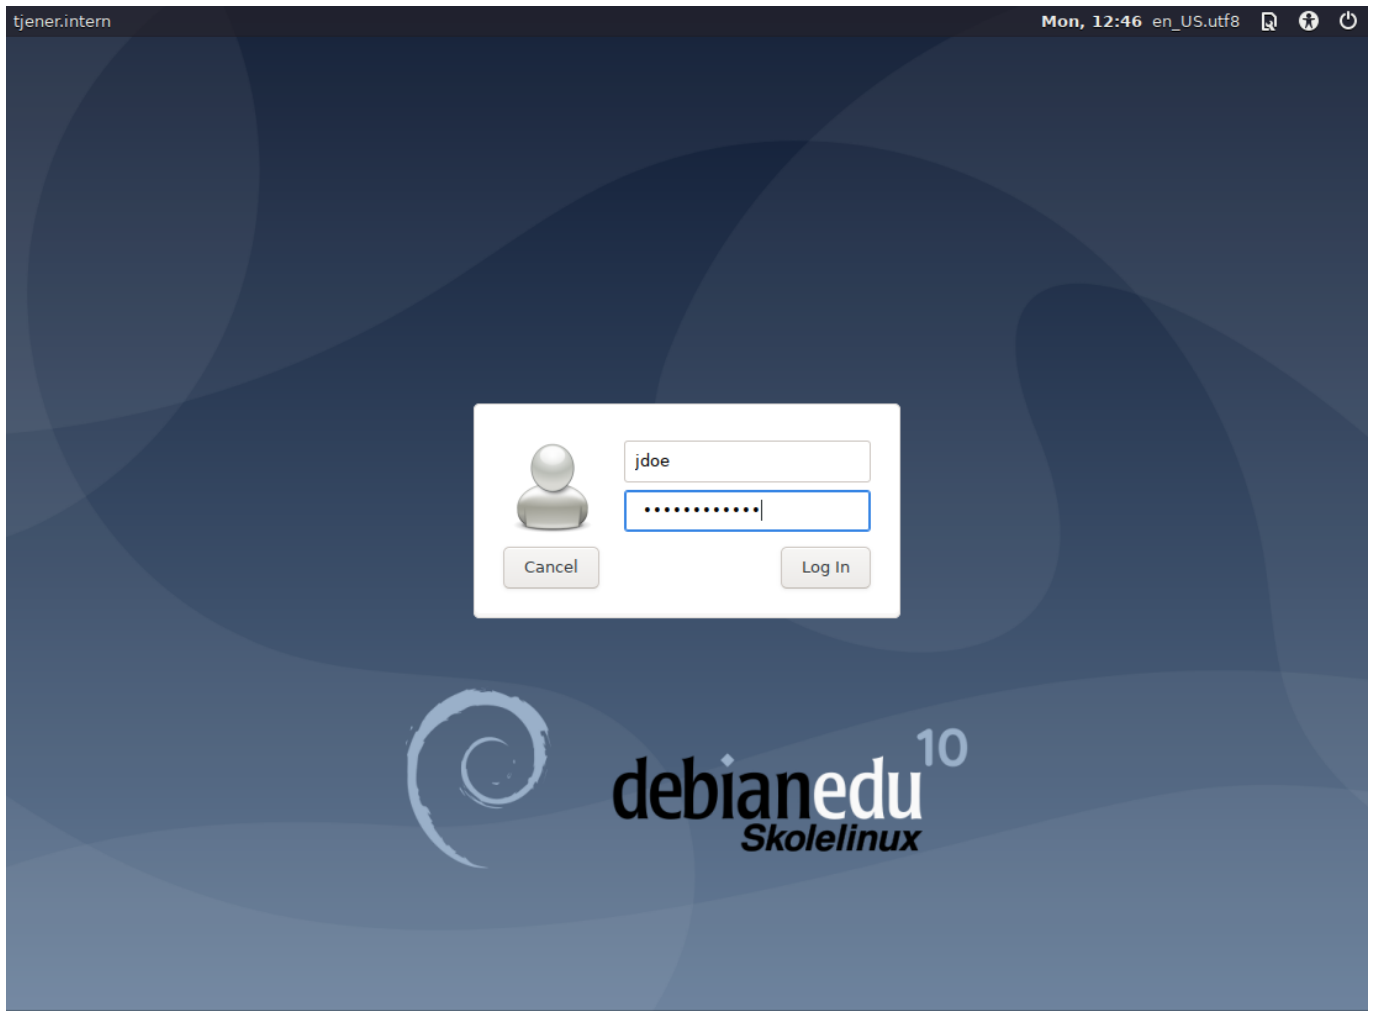 tjener.intern
Mon, 12:46 en_US.utf8
jdoe
••••••••••••
Cancel
Log In
debianedu 10
Skolelinux